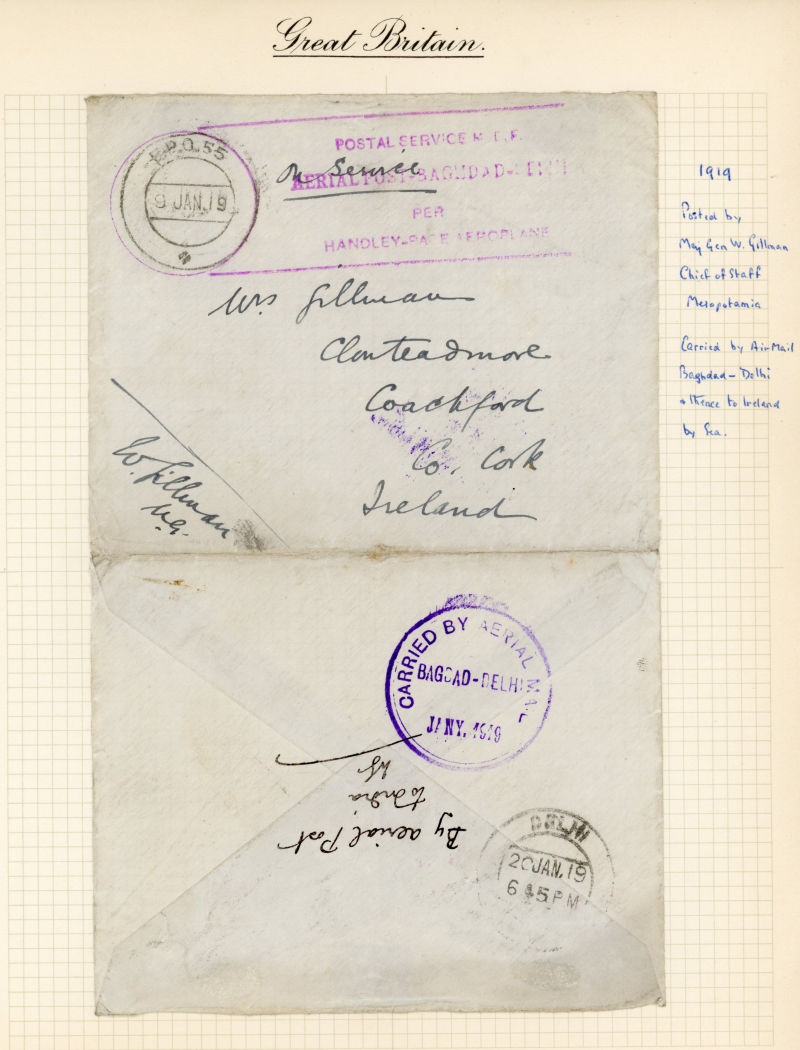 Great Britain.
F.P.O. 55
9 JAN. 19
POSTAL SERVICE M.E.F.
On Service
AERIAL POST-BAGHDAD-DELHI
PER
HANDLEY-PAGE AEROPLANE
Mrs Gillman
Clonteadmore
Coachford
Co. Cork
Ireland
W. Gillman
M.G.
1919
Posted by
Maj Gen W. Gillman
Chief of Staff
Mesopotamia
Carried by Air Mail
Baghdad - Delhi
+ thence to Ireland
by Sea.
CARRIED BY AERIAL MAIL
BAGDAD-DELHI
JANY. 1919
By aerial Post
to India
WG
DELHI
20 JAN. 19
6 45 PM